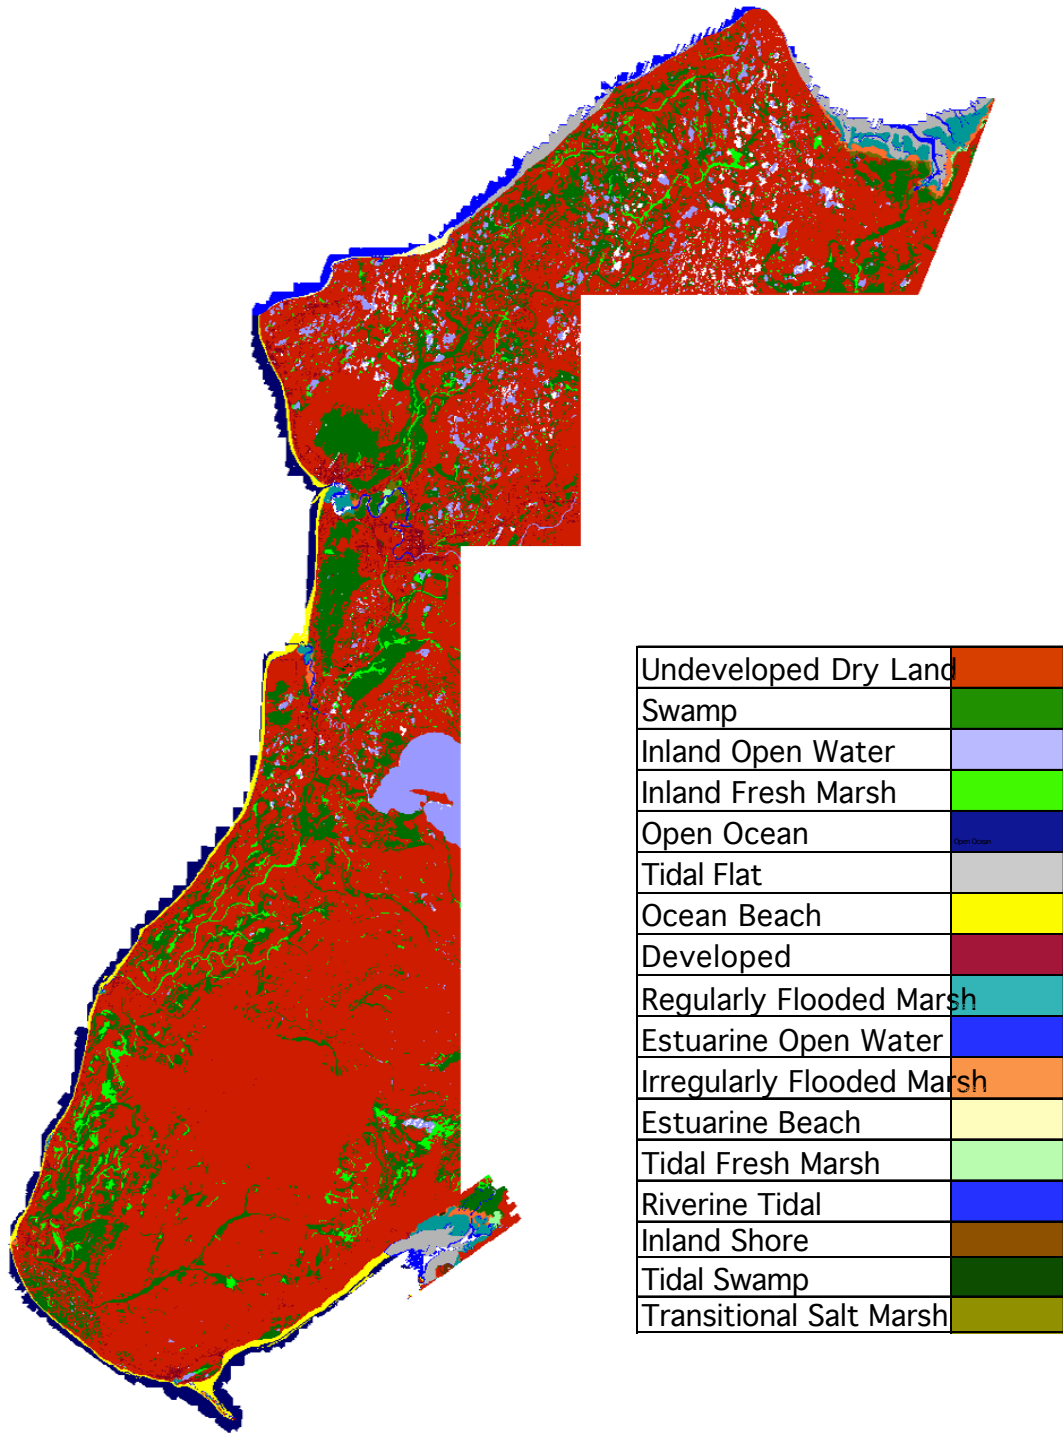 Undeveloped Dry Land
Swamp
Inland Open Water
Inland Fresh Marsh
Open Ocean
Open Ocean
Tidal Flat
Ocean Beach
Developed
Regularly Flooded Marsh
Estuarine Open Water
Irregularly Flooded Marsh
Estuarine Beach
Tidal Fresh Marsh
Riverine Tidal
Inland Shore
Tidal Swamp
Transitional Salt Marsh